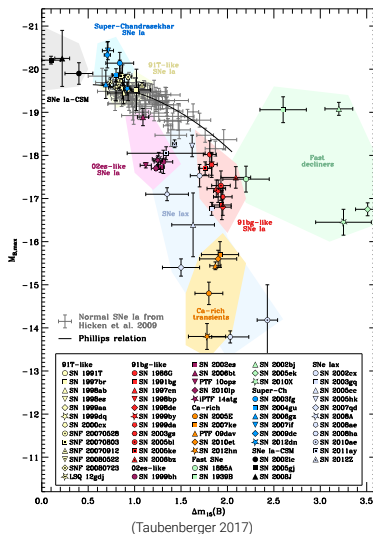 Super-Chandrasekhar
SNe Ia
91T-like
SNe Ia
SNe Ia-CSM
02es-like
SNe Ia
Fast
decliners
SNe Iax
91bg-like
SNe Ia
Ca-rich
transients
Normal SNe Ia from
Hicken et al. 2009
Phillips relation
M_B,max
-21
-20
-19
-18
-17
-16
-15
-14
-13
-12
-11
91T-like
SN 1991T
SN 1997br
SN 1998ab
SN 1998es
SN 1999aa
SN 1999dq
SN 2000cx
SNF 20070528
SNF 20070803
SNF 20070912
SNF 20080522
SNF 20080723
LSQ 12gdj
91bg-like
SN 1986G
SN 1991bg
SN 1997cn
SN 1998bp
SN 1998de
SN 1999by
SN 2003gs
SN 2005bl
SN 2005ke
SN 2006bz
02es-like
SN 1999bh
SN 2002es
SN 2006bt
PTF 10ops
SN 2010lp
iPTF 14atg
Ca-rich
SN 2005E
SN 2007ke
PTF 09dav
SN 2010et
SN 2012hn
Fast SNe
SN 1885A
SN 1939B
SN 2002bj
SN 2005ek
SN 2010X
Super-Ch
SN 2003fg
SN 2004gu
SN 2006gz
SN 2007if
SN 2009dc
SN 2012dn
SNe Ia-CSM
SN 2002ic
SN 2005gj
SN 2008J
SNe Iax
SN 2002cx
SN 2003gq
SN 2005cc
SN 2005hk
SN 2007qd
SN 2008A
SN 2008ae
SN 2008ha
SN 2010ae
SN 2011ay
SN 2012Z
0.0 0.5 1.0 1.5 2.0 2.5 3.0 3.5
Δm15(B)
(Taubenberger 2017)